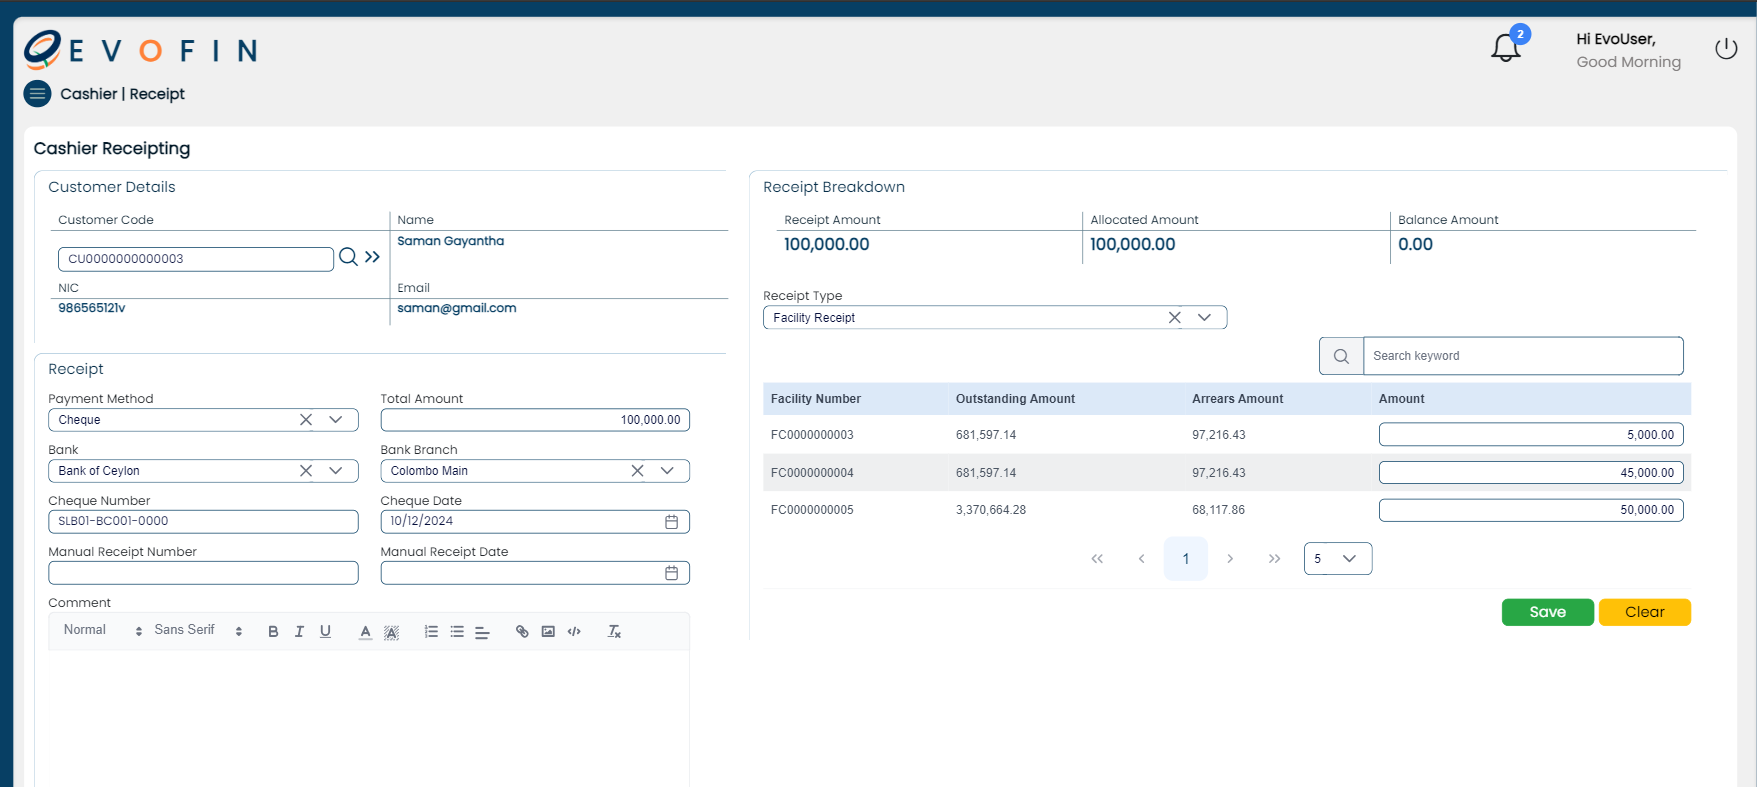 EVOFIN
2
Hi EvoUser,
Good Morning
Cashier | Receipt
Cashier Receipting
Customer Details
Customer Code
Name
Saman Gayantha
CU0000000000003
NIC
Email
986565121v
saman@gmail.com
Receipt
Payment Method
Total Amount
Cheque
100,000.00
Bank
Bank Branch
Bank of Ceylon
Colombo Main
Cheque Number
Cheque Date
SLB01-BC001-0000
10/12/2024
Manual Receipt Number
Manual Receipt Date
Comment
Normal
Sans Serif
B I U A A
Receipt Breakdown
Receipt Amount
Allocated Amount
Balance Amount
100,000.00
100,000.00
0.00
Receipt Type
Facility Receipt
Search keyword
Facility Number Outstanding Amount Arrears Amount Amount
FC0000000003 681,597.14 97,216.43 5,000.00
FC0000000004 681,597.14 97,216.43 45,000.00
FC0000000005 3,370,664.28 68,117.86 50,000.00
1
5
Save
Clear